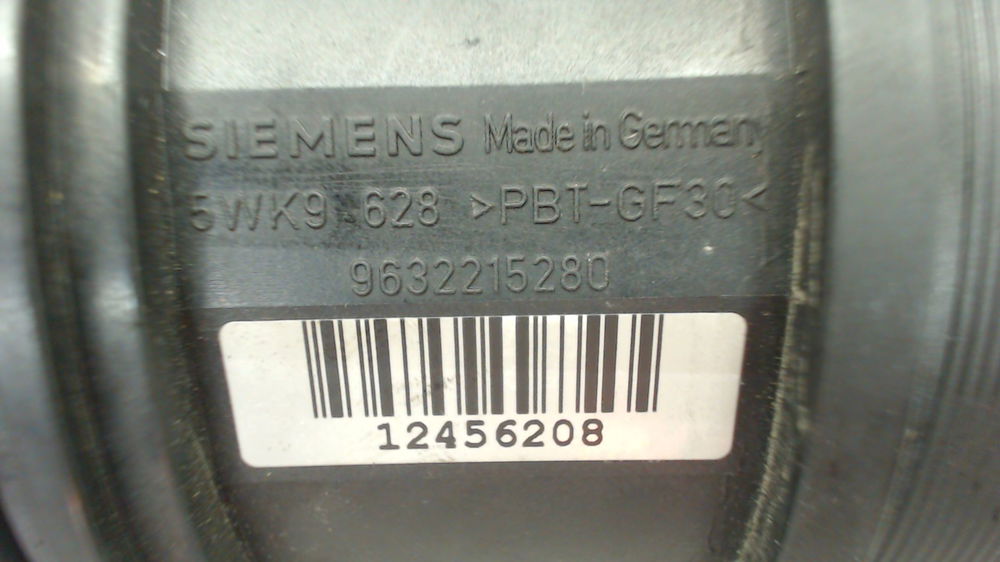 SIEMENS Made in Germany
5WK9 628 >PBT-GF30<
9632215280
12456208